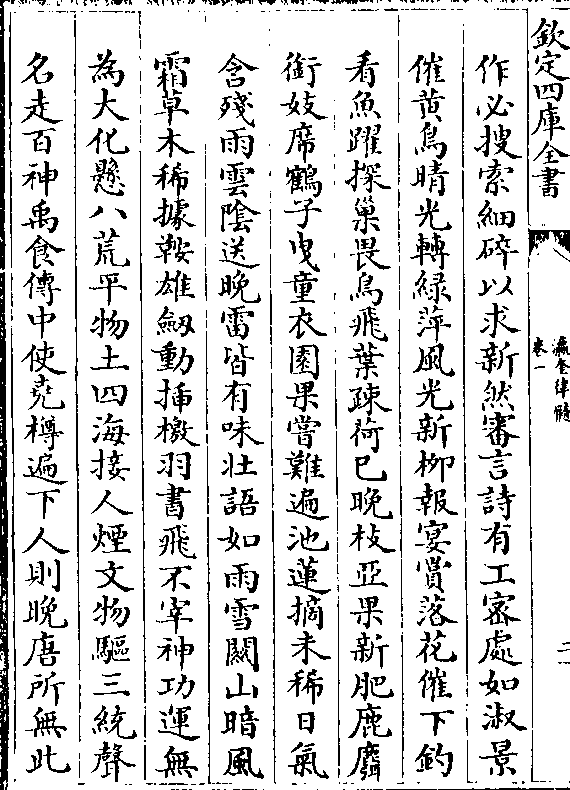 欽定四庫全書
瀛奎律髓
卷一
二
作必搜索細碎以求新然審言詩有工宻處如淑景
催黄鳥晴光轉緑萍風光新栁報宴賞落花催下釣
看魚躍探巢畏鳥飛葉疎荷已晚枝亞果新肥鹿麛
銜妓席鶴子曳童衣園果嘗難遍池蓮摘未稀日氣
含殘雨雲陰送晚雷皆有味壯語如雨雪闗山暗風
霜草木稀據鞍雄劔動插檄羽書飛不宰神功運無
為大化懸八荒平物土四海接人煙文物驅三統聲
名走百神禹食傳中使堯樽遍下人則晚唐所無此